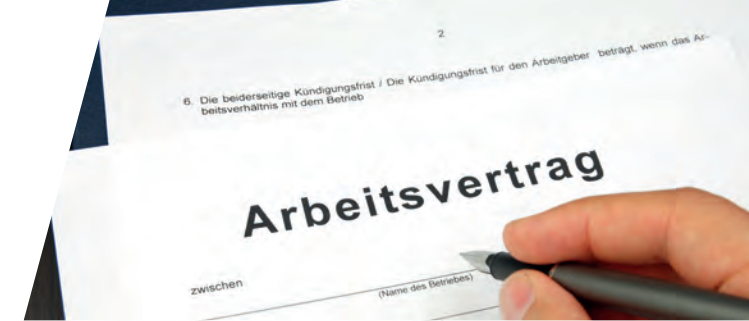 2
6. Die beiderseitige Kündigungsfrist / Die Kündigungsfrist für den Arbeitgeber beträgt, wenn das Ar-
beitsverhältnis mit dem Betrieb
Arbeitsvertrag
zwischen
(Name des Betriebes)